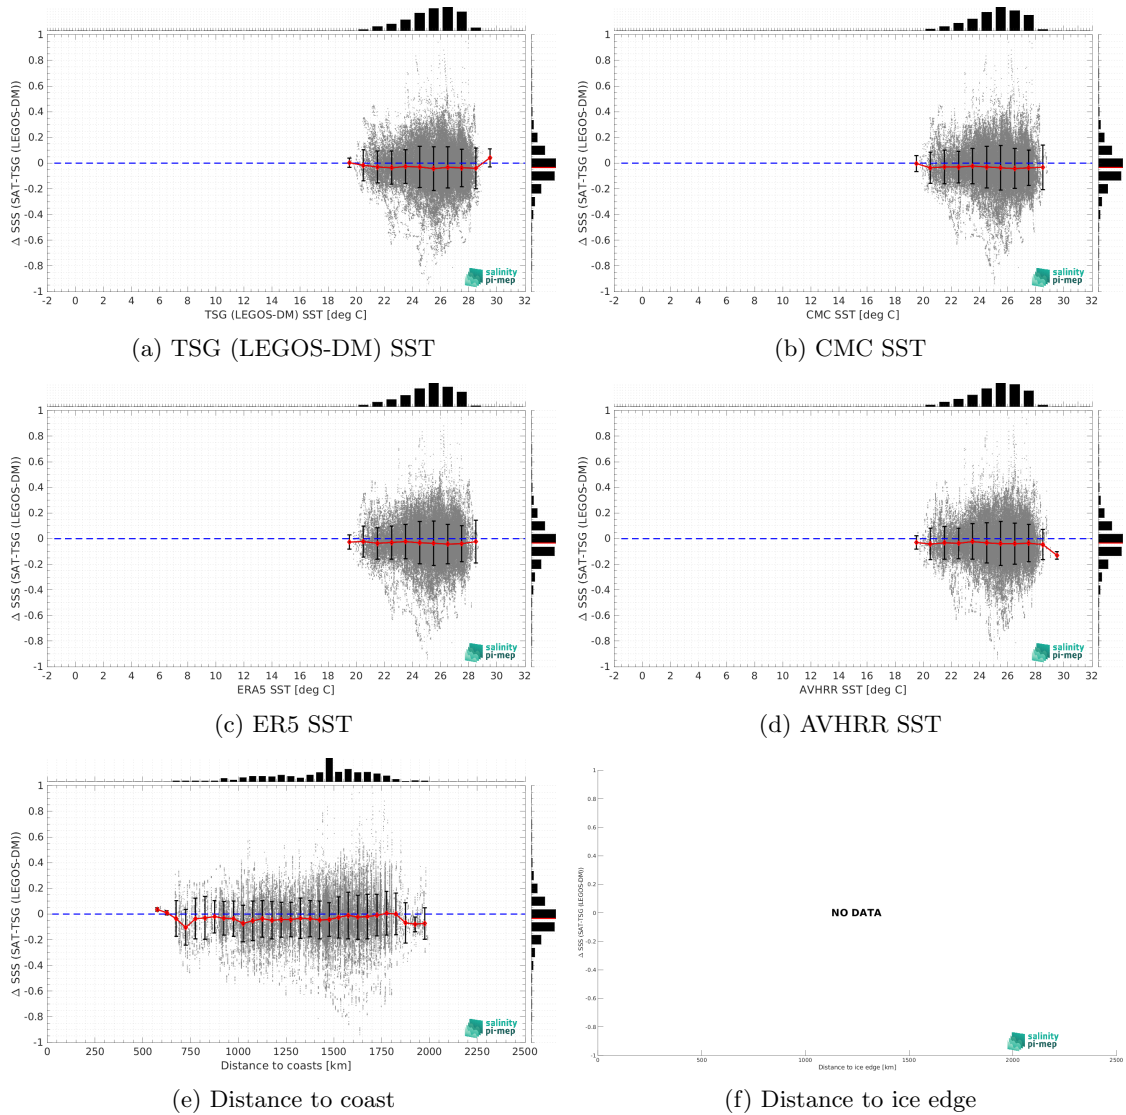 1
0.8
0.6
0.4
0.2
0
-0.2
-0.4
-0.6
-0.8
-1
Δ SSS (SAT-TSG (LEGOS-DM))
salinity
pi-mep
-2 0 2 4 6 8 10 12 14 16 18 20 22 24 26 28 30 32
TSG (LEGOS-DM) SST [deg C]
(a) TSG (LEGOS-DM) SST
1
0.8
0.6
0.4
0.2
0
-0.2
-0.4
-0.6
-0.8
-1
Δ SSS (SAT-TSG (LEGOS-DM))
salinity
pi-mep
-2 0 2 4 6 8 10 12 14 16 18 20 22 24 26 28 30 32
CMC SST [deg C]
(b) CMC SST
1
0.8
0.6
0.4
0.2
0
-0.2
-0.4
-0.6
-0.8
-1
Δ SSS (SAT-TSG (LEGOS-DM))
salinity
pi-mep
-2 0 2 4 6 8 10 12 14 16 18 20 22 24 26 28 30 32
ERA5 SST [deg C]
(c) ER5 SST
1
0.8
0.6
0.4
0.2
0
-0.2
-0.4
-0.6
-0.8
-1
Δ SSS (SAT-TSG (LEGOS-DM))
salinity
pi-mep
-2 0 2 4 6 8 10 12 14 16 18 20 22 24 26 28 30 32
AVHRR SST [deg C]
(d) AVHRR SST
1
0.8
0.6
0.4
0.2
0
-0.2
-0.4
-0.6
-0.8
-1
Δ SSS (SAT-TSG (LEGOS-DM))
salinity
pi-mep
0 250 500 750 1000 1250 1500 1750 2000 2250 2500
Distance to coasts [km]
(e) Distance to coast
1
0.8
0.6
0.4
0.2
0
-0.2
-0.4
-0.6
-0.8
-1
Δ SSS (SAT-TSG (LEGOS-DM))
NO DATA
salinity
pi-mep
0 500 1000 1500 2000 2500
Distance to ice edge [km]
(f) Distance to ice edge